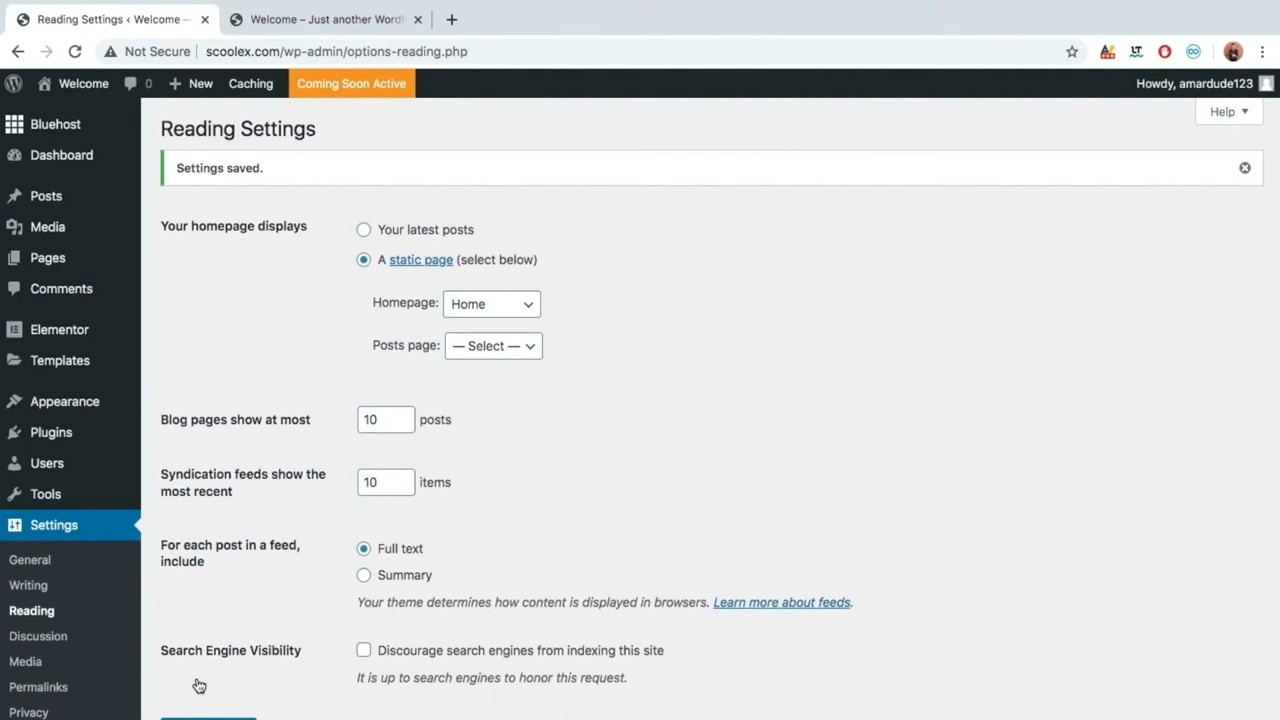 Reading Settings ‹ Welcome —
Welcome – Just another Word
Not Secure
scoolex.com/wp-admin/options-reading.php
Welcome
0
New
Caching
Coming Soon Active
Howdy, amardude123
Bluehost
Dashboard
Posts
Media
Pages
Comments
Elementor
Templates
Appearance
Plugins
Users
Tools
Settings
General
Writing
Reading
Discussion
Media
Permalinks
Privacy
Help
Reading Settings
Settings saved.
Your homepage displays
Your latest posts
A static page (select below)
Homepage: Home
Posts page: — Select —
Blog pages show at most
10 posts
Syndication feeds show the
most recent
10 items
For each post in a feed,
include
Full text
Summary
Your theme determines how content is displayed in browsers. Learn more about feeds.
Search Engine Visibility
Discourage search engines from indexing this site
It is up to search engines to honor this request.